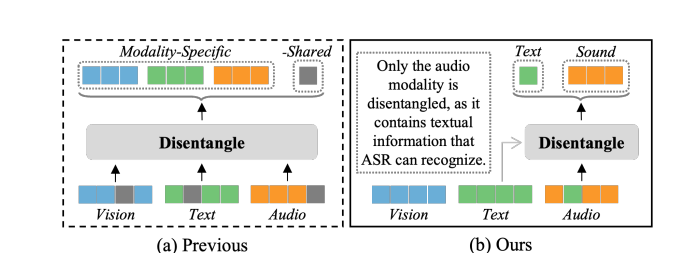 Modality-Specific -Shared
Disentangle
Vision Text Audio
(a) Previous
Only the audio
modality is
disentangled, as it
contains textual
information that
ASR can recognize.
Text Sound
Disentangle
Vision Text Audio
(b) Ours